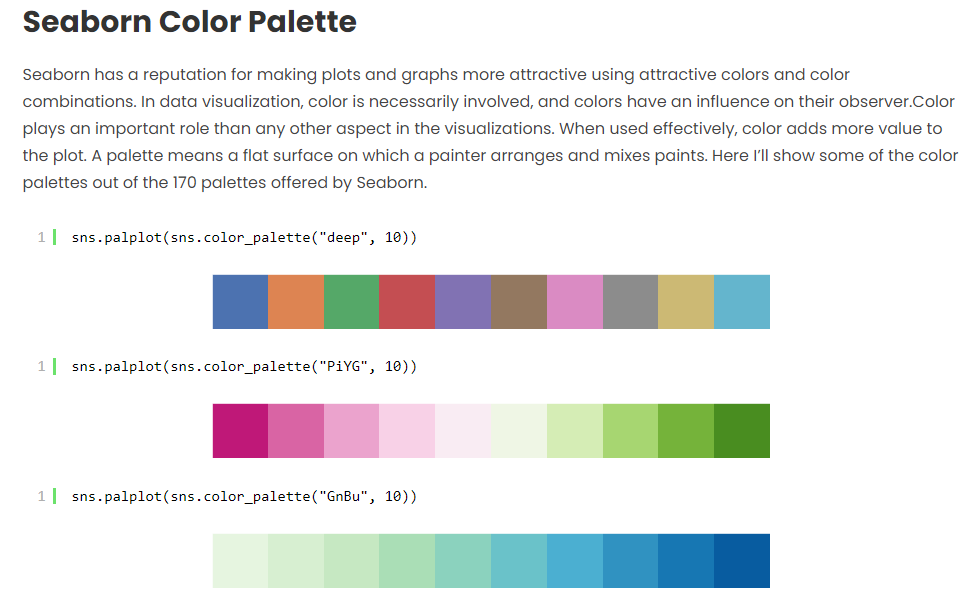 Seaborn Color Palette
Seaborn has a reputation for making plots and graphs more attractive using attractive colors and color
combinations. In data visualization, color is necessarily involved, and colors have an influence on their observer.Color
plays an important role than any other aspect in the visualizations. When used effectively, color adds more value to
the plot. A palette means a flat surface on which a painter arranges and mixes paints. Here I’ll show some of the color
palettes out of the 170 palettes offered by Seaborn.
1 sns.palplot(sns.color_palette("deep", 10))
1 sns.palplot(sns.color_palette("PiYG", 10))
1 sns.palplot(sns.color_palette("GnBu", 10))